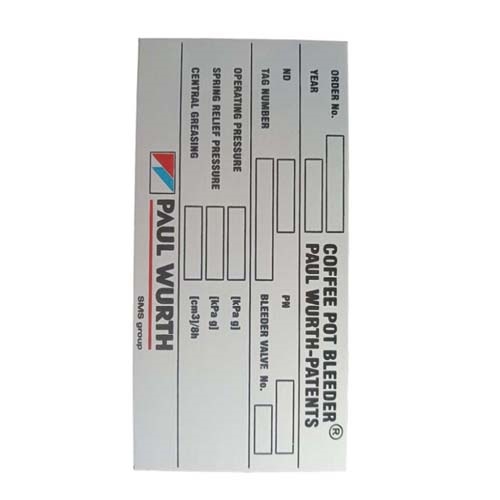 ORDER No.
YEAR
COFFEE POT BLEEDER®
PAUL WURTH-PATENTS
ND
PN
TAG NUMBER
BLEEDER VALVE No.
OPERATING PRESSURE [kPa g]
SPRING RELIEF PRESSURE [kPa g]
CENTRAL GREASING [cm3]/8h
PAUL WURTH
SMS group